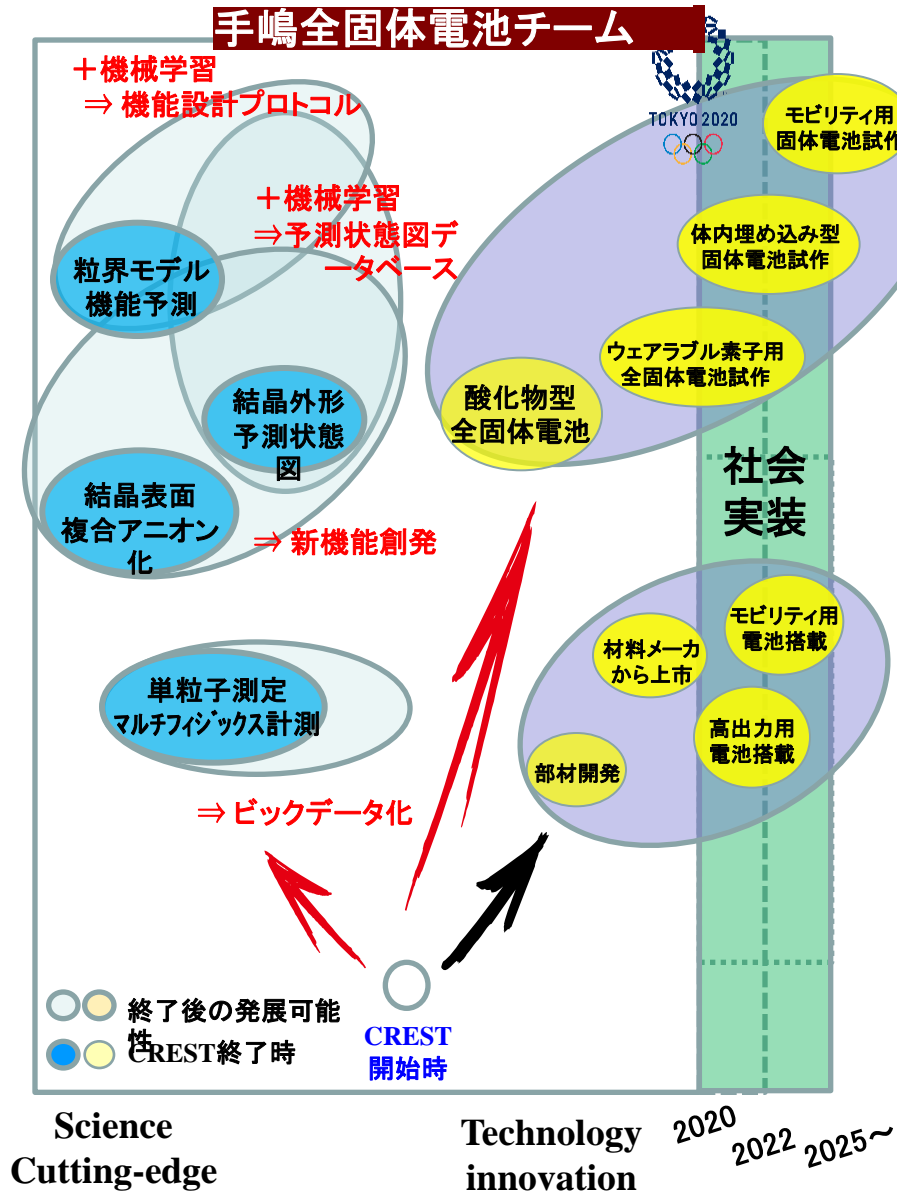 手嶋全固体電池チーム
＋機械学習
⇒ 機能設計プロトコル
TOKYO 2020
モビリティ用
固体電池試作
＋機械学習
⇒予測状態図デ
ータベース
体内埋め込み型
固体電池試作
粒界モデル
機能予測
ウェアラブル素子用
全固体電池試作
結晶外形
予測状態
図
酸化物型
全固体電池
社会
実装
結晶表面
複合アニオン
化
⇒ 新機能創発
モビリティ用
電池搭載
材料メーカ
から上市
単粒子測定
マルチフィジックス計測
高出力用
電池搭載
部材開発
⇒ ビックデータ化
終了後の発展可能
性
CREST終了時
CREST
開始時
Science
Cutting-edge
Technology
innovation
2020
2022
2025～